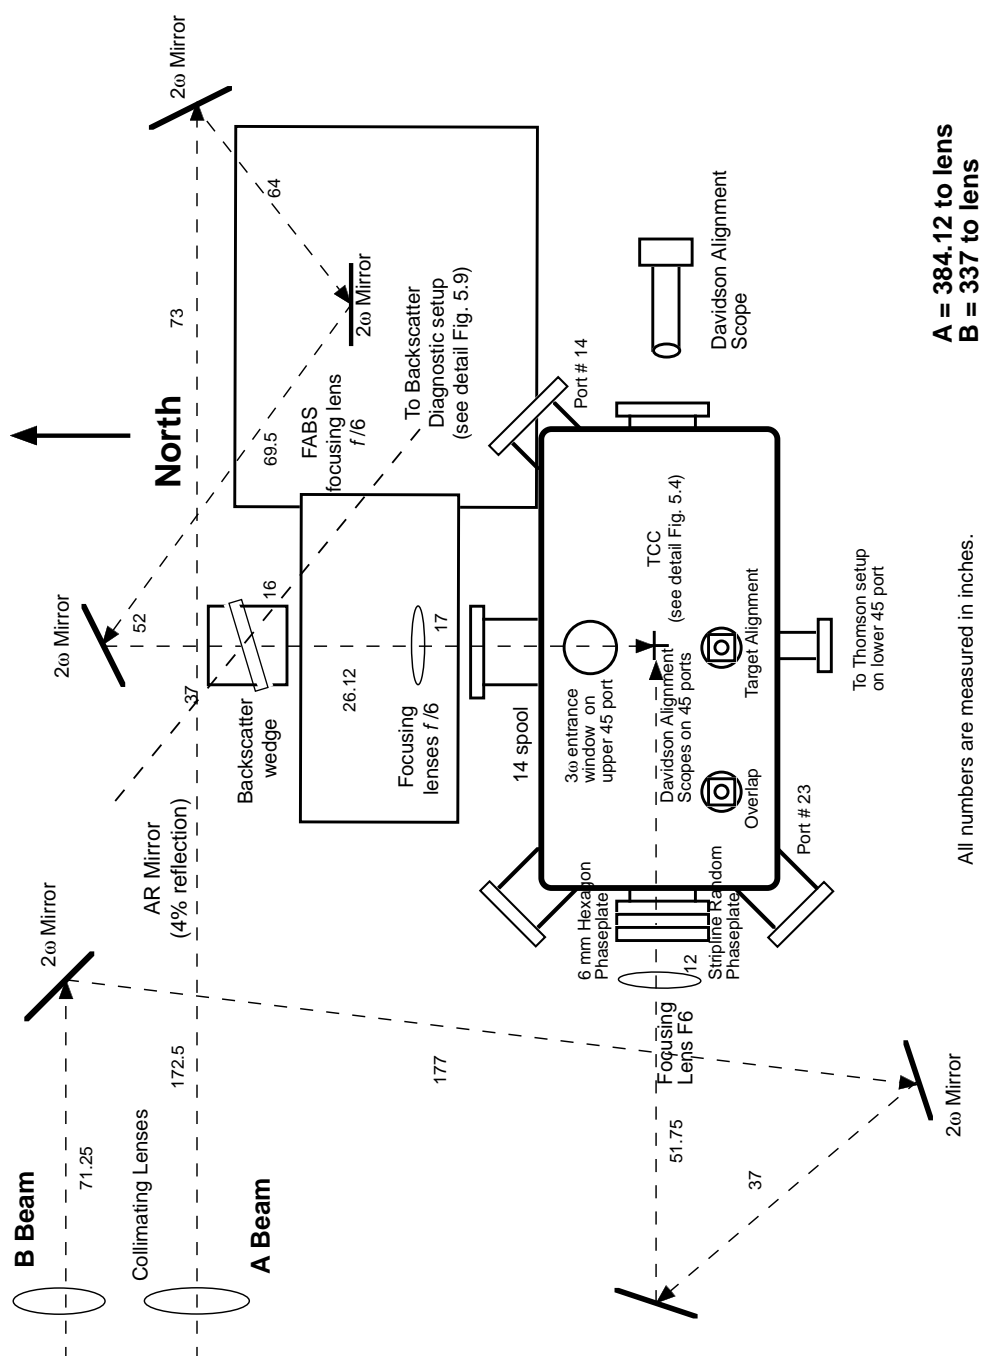 B Beam
71.25
Collimating Lenses
A Beam
172.5
2ω Mirror
AR Mirror
(4% reflection)
177
37
2ω Mirror
52
Backscatter
wedge
16
North
73
2ω Mirror
69.5
64
2ω Mirror
FABS
focusing lens
f /6
To Backscatter
Diagnostic setup
(see detail Fig. 5.9)
26.12
Focusing
lenses f /6
17
14 spool
Port # 14
3ω entrance
window on
upper 45 port
TCC
(see detail Fig. 5.4)
Davidson Alignment
Scopes on 45 ports
Target Alignment
Overlap
Davidson Alignment
Scope
To Thomson setup
on lower 45 port
Port # 23
6 mm Hexagon
Phaseplate
12
Stripline Random
Phaseplate
Focusing
Lens F6
51.75
37
2ω Mirror
All numbers are measured in inches.
A = 384.12 to lens
B = 337 to lens